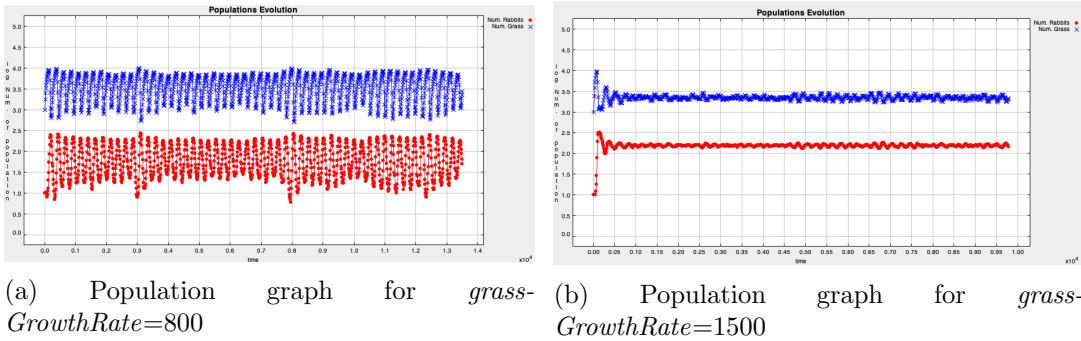 Populations Evolution
Num. Rabbits
Num. Grass
log Num. of population
5.0
4.5
4.0
3.5
3.0
2.5
2.0
1.5
1.0
0.5
0.0
0.0 0.1 0.2 0.3 0.4 0.5 0.6 0.7 0.8 0.9 1.0 1.1 1.2 1.3 1.4
x10⁴
time
(a) Population graph for grass-
GrowthRate=800
Populations Evolution
Num. Rabbits
Num. Grass
log Num. of population
5.0
4.5
4.0
3.5
3.0
2.5
2.0
1.5
1.0
0.5
0.0
0.00 0.05 0.10 0.15 0.20 0.25 0.30 0.35 0.40 0.45 0.50 0.55 0.60 0.65 0.70 0.75 0.80 0.85 0.90 0.95 1.00
x10⁴
time
(b) Population graph for grass-
GrowthRate=1500